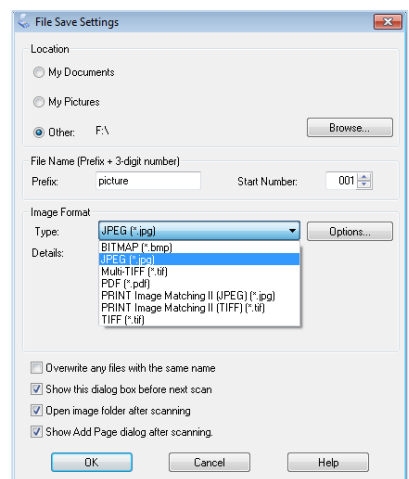 File Save Settings
Location
My Documents
My Pictures
Other: F:\ Browse...
File Name (Prefix + 3-digit number)
Prefix: picture Start Number: 001
Image Format
Type: JPEG (*.jpg) Options...
Details: BITMAP (*.bmp)
JPEG (*.jpg)
Multi-TIFF (*.tif)
PDF (*.pdf)
PRINT Image Matching II (JPEG) (*.jpg)
PRINT Image Matching II (TIFF) (*.tif)
TIFF (*.tif)
Overwrite any files with the same name
Show this dialog box before next scan
Open image folder after scanning
Show Add Page dialog after scanning.
OK Cancel Help